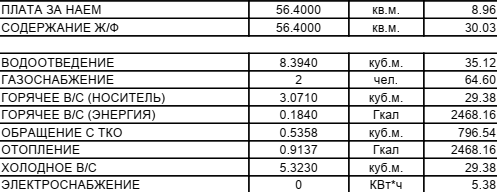 ПЛАТА ЗА НАЕМ 56.4000 кв.м. 8.96
СОДЕРЖАНИЕ Ж/Ф 56.4000 кв.м. 30.03
ВОДООТВЕДЕНИЕ 8.3940 куб.м. 35.12
ГАЗОСНАБЖЕНИЕ 2 чел. 64.60
ГОРЯЧЕЕ В/С (НОСИТЕЛЬ) 3.0710 куб.м. 29.38
ГОРЯЧЕЕ В/С (ЭНЕРГИЯ) 0.1840 Гкал 2468.16
ОБРАЩЕНИЕ С ТКО 0.5358 куб.м. 796.54
ОТОПЛЕНИЕ 0.9137 Гкал 2468.16
ХОЛОДНОЕ В/С 5.3230 куб.м. 29.38
ЭЛЕКТРОСНАБЖЕНИЕ 0 КВт*ч 5.38